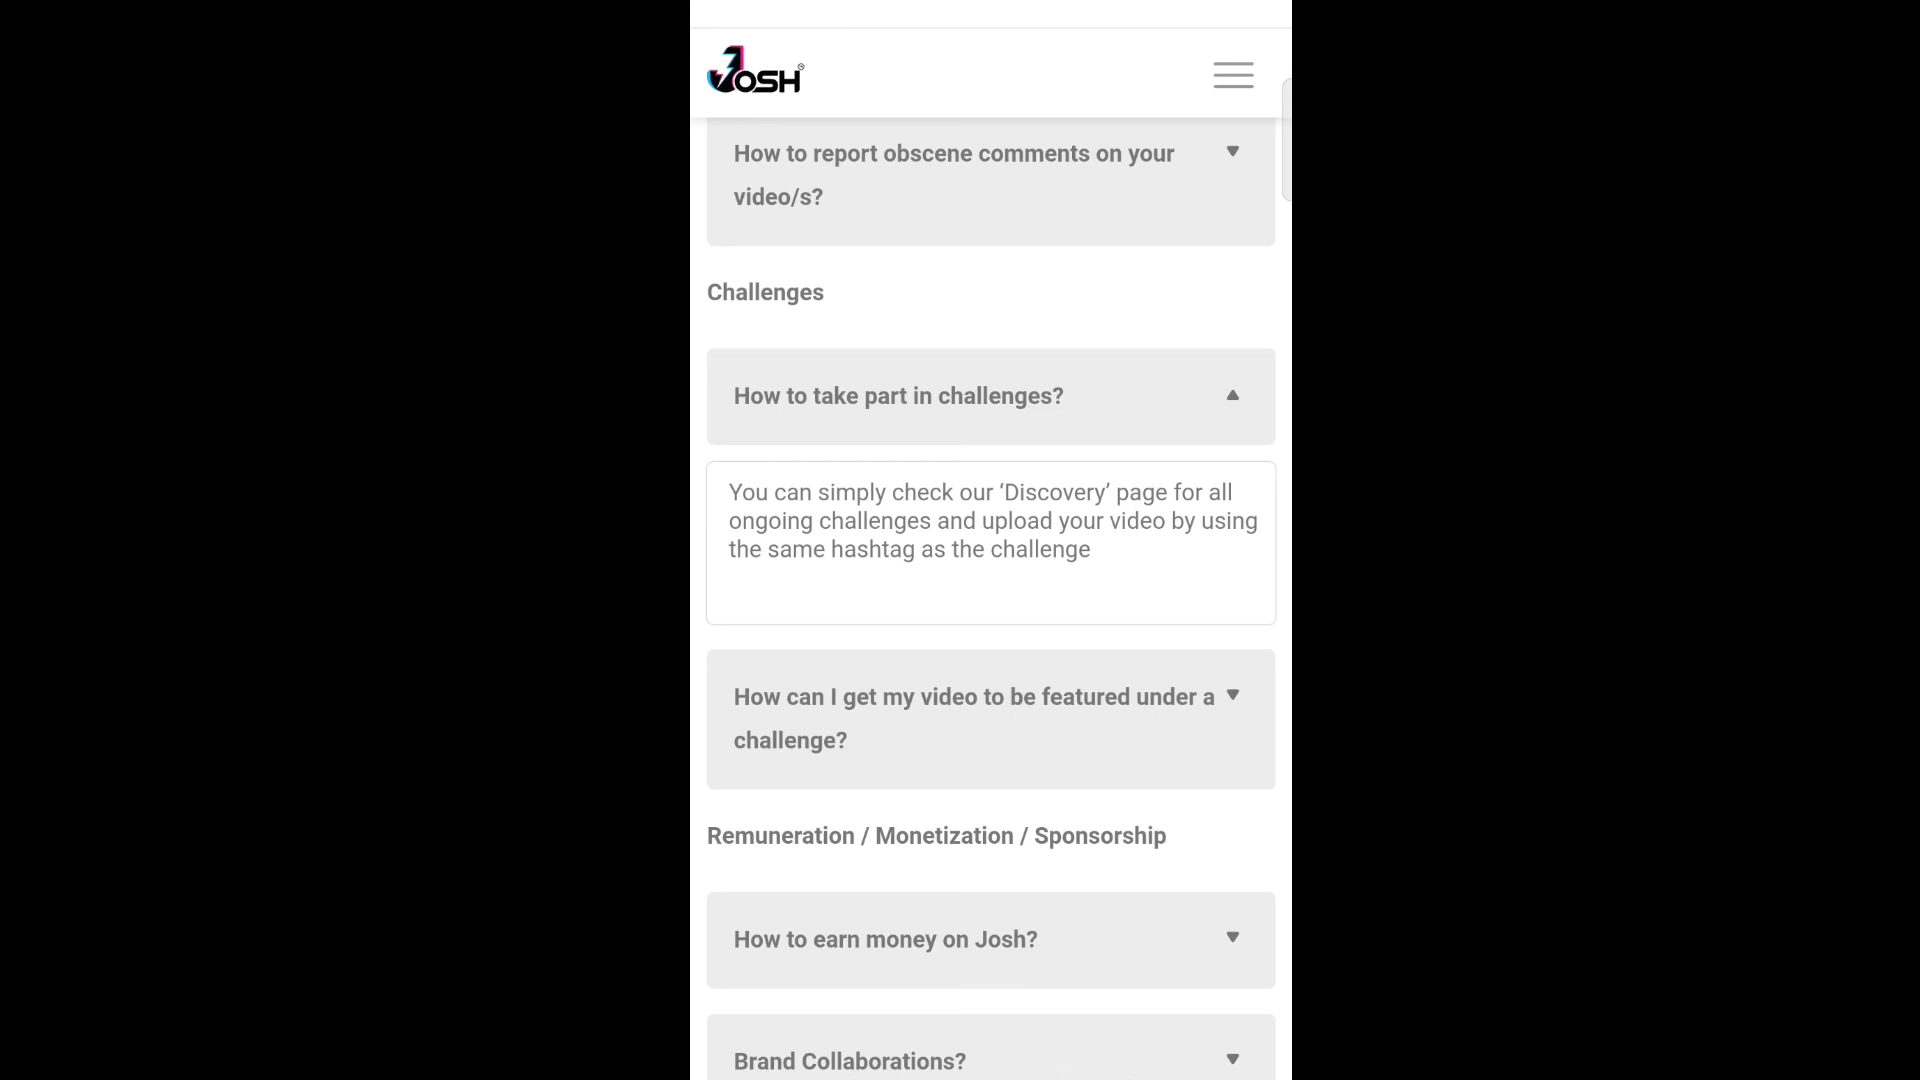 JOSH
How to report obscene comments on your
video/s?
Challenges
How to take part in challenges?
You can simply check our ‘Discovery’ page for all
ongoing challenges and upload your video by using
the same hashtag as the challenge
How can I get my video to be featured under a
challenge?
Remuneration / Monetization / Sponsorship
How to earn money on Josh?
Brand Collaborations?